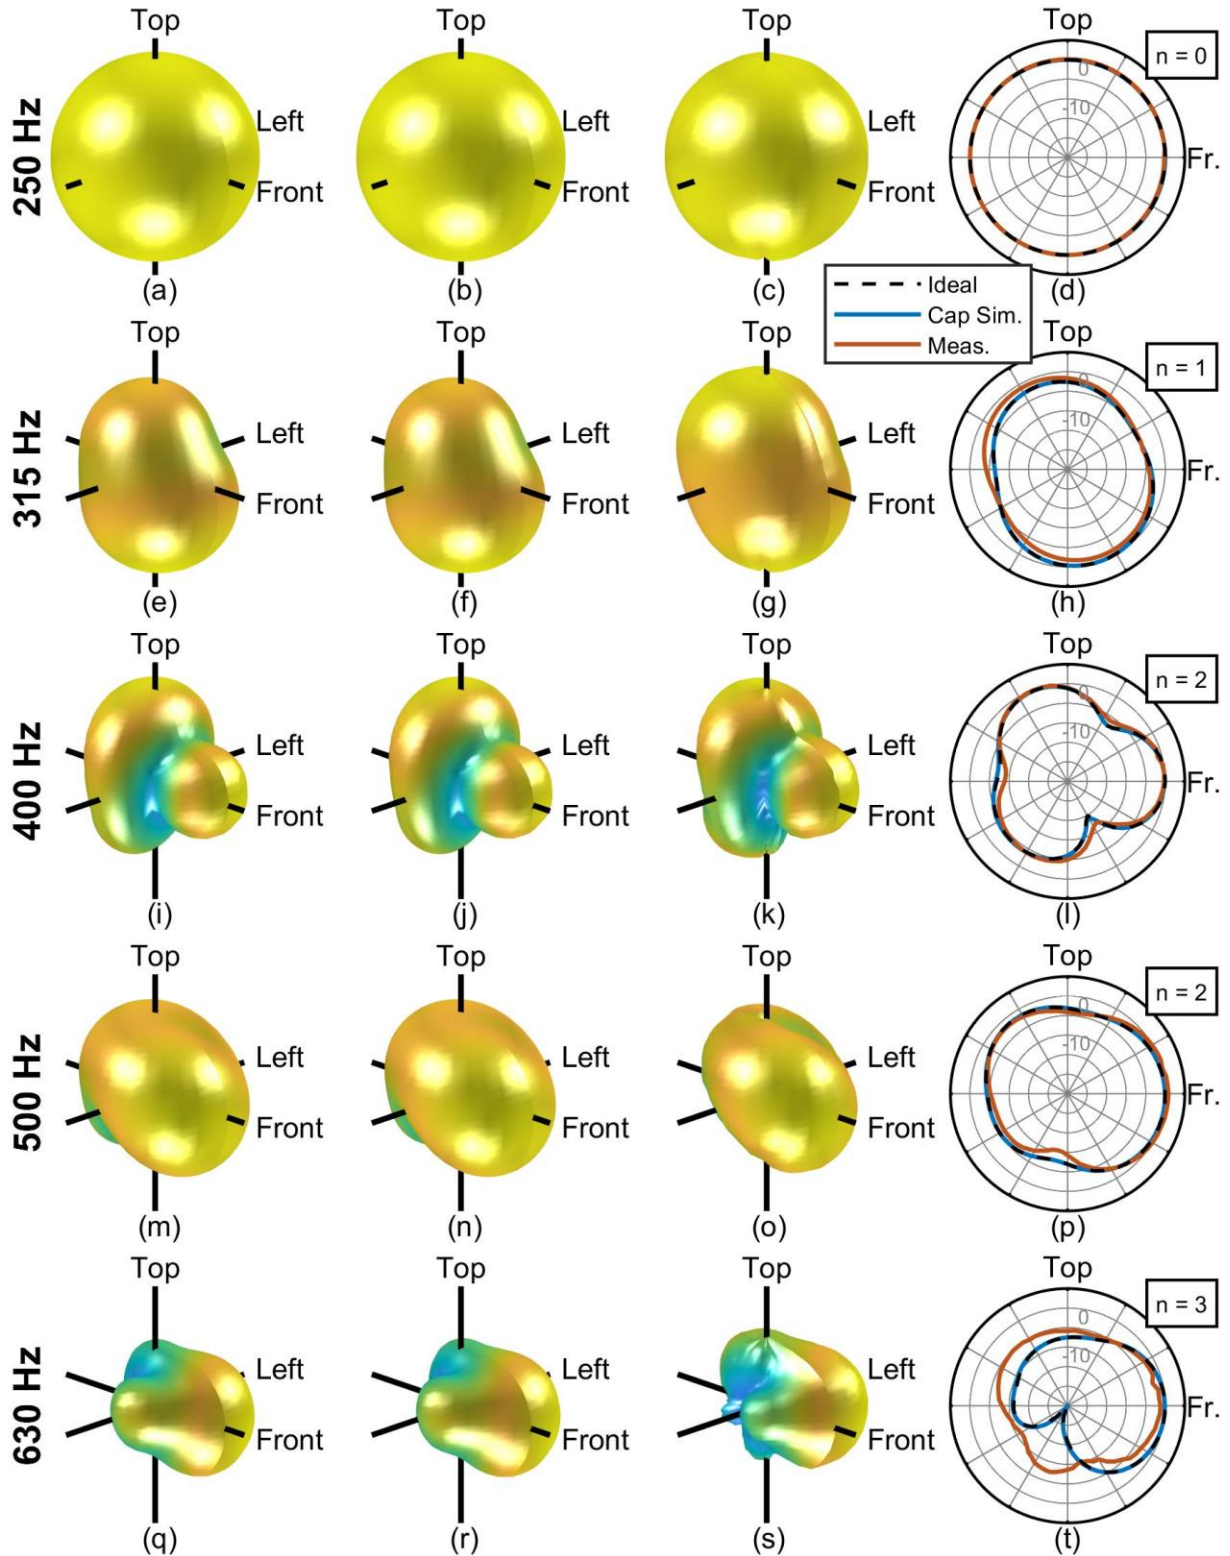 Top Top Top Top
n = 0
250 Hz
Left Left Left
0
-10
Front Front Front Fr.
(a) (b) (c) (d)
Ideal
Cap Sim.
Meas.
Top Top Top Top
n = 1
315 Hz
0
-10
Left Left Left
Front Front Front Fr.
(e) (f) (g) (h)
Top Top Top Top
n = 2
400 Hz
0
-10
Left Left Left
Front Front Front Fr.
(i) (j) (k) (l)
Top Top Top Top
n = 2
500 Hz
0
-10
Left Left Left
Front Front Front Fr.
(m) (n) (o) (p)
Top Top Top Top
n = 3
630 Hz
0
-10
Left Left Left
Front Front Front Fr.
(q) (r) (s) (t)